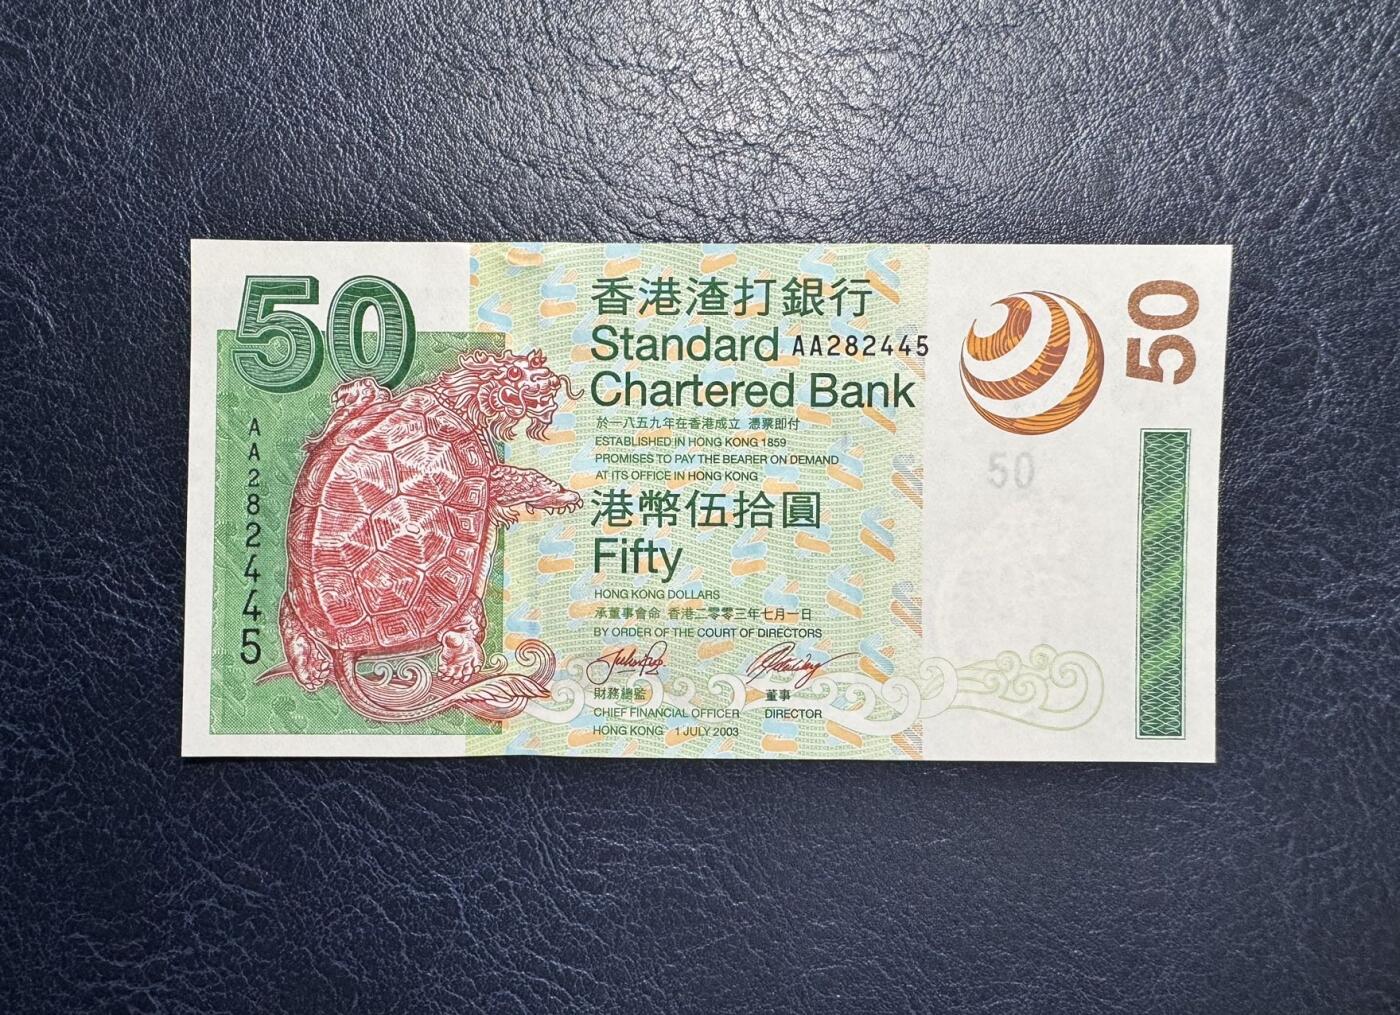 50
香港渣打銀行
Standard AA282445
Chartered Bank
於一八五九年在香港成立 憑票即付
ESTABLISHED IN HONG KONG 1859
PROMISES TO PAY THE BEARER ON DEMAND
AT ITS OFFICE IN HONG KONG
港幣伍拾圓
Fifty
HONG KONG DOLLARS
承董事會命 香港二零零三年七月一日
BY ORDER OF THE COURT OF DIRECTORS
財務總監 董事
CHIEF FINANCIAL OFFICER DIRECTOR
HONG KONG 1 JULY 2003
AA282445
50
50